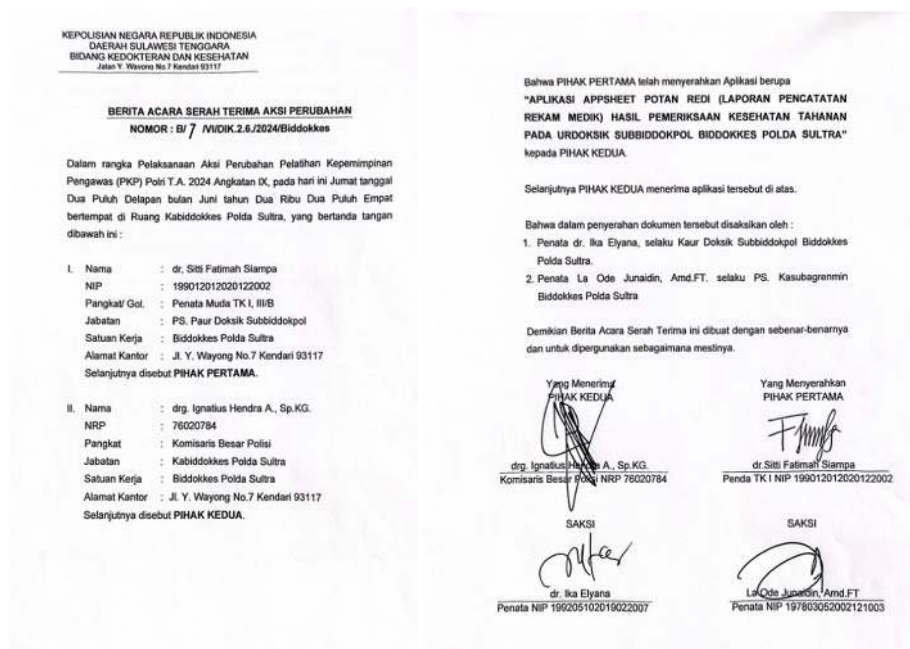 KEPOLISIAN NEGARA REPUBLIK INDONESIA
DAERAH SULAWESI TENGGARA
BIDANG KEDOKTERAN DAN KESEHATAN
Jalan Y. Wayong No.7 Kendari 93117
BERITA ACARA SERAH TERIMA AKSI PERUBAHAN
NOMOR : B/ 7 /VI/DIK.2.6./2024/Biddokkes
Dalam rangka Pelaksanaan Aksi Perubahan Pelatihan Kepemimpinan
Pengawas (PKP) Polri T.A. 2024 Angkatan IX, pada hari ini Jumat tanggal
Dua Puluh Delapan bulan Juni tahun Dua Ribu Dua Puluh Empat
bertempat di Ruang Kabiddokkes Polda Sultra, yang bertanda tangan
dibawah ini :
I. Nama : dr, Sitti Fatimah Siampa
NIP : 199012012020122002
Pangkat/ Gol. : Penata Muda TK I, III/B
Jabatan : PS. Paur Doksik Subbiddokpol
Satuan Kerja : Biddokkes Polda Sultra
Alamat Kantor : Jl. Y. Wayong No.7 Kendari 93117
Selanjutnya disebut PIHAK PERTAMA.
II. Nama : drg. Ignatius Hendra A., Sp.KG.
NRP : 76020784
Pangkat : Komisaris Besar Polisi
Jabatan : Kabiddokkes Polda Sultra
Satuan Kerja : Biddokkes Polda Sultra
Alamat Kantor : Jl. Y. Wayong No.7 Kendari 93117
Selanjutnya disebut PIHAK KEDUA.
Bahwa PIHAK PERTAMA telah menyerahkan Aplikasi berupa
"APLIKASI APPSHEET POTAN REDI (LAPORAN PENCATATAN
REKAM MEDIK) HASIL PEMERIKSAAN KESEHATAN TAHANAN
PADA URDOKSIK SUBBIDDOKPOL BIDDOKKES POLDA SULTRA"
kepada PIHAK KEDUA.
Selanjutnya PIHAK KEDUA menerima aplikasi tersebut di atas.
Bahwa dalam penyerahan dokumen tersebut disaksikan oleh :
1. Penata dr. Ika Elyana, selaku Kaur Doksik Subbiddokpol Biddokkes
Polda Sultra.
2. Penata La Ode Junaidin, Amd.FT. selaku PS. Kasubagrenmin
Biddokkes Polda Sultra
Demikian Berita Acara Serah Terima ini dibuat dengan sebenar-benarnya
dan untuk dipergunakan sebagaimana mestinya.
Yang Menerima
PIHAK KEDUA
drg. Ignatius Hendra A., Sp.KG.
Komisaris Besar Polisi NRP 76020784
Yang Menyerahkan
PIHAK PERTAMA
dr.Sitti Fatimah Siampa
Penda TK I NIP 199012012020122002
SAKSI
dr. Ika Elyana
Penata NIP 199205102019022007
SAKSI
La Ode Junaidin, Amd.FT
Penata NIP 197803052002121003